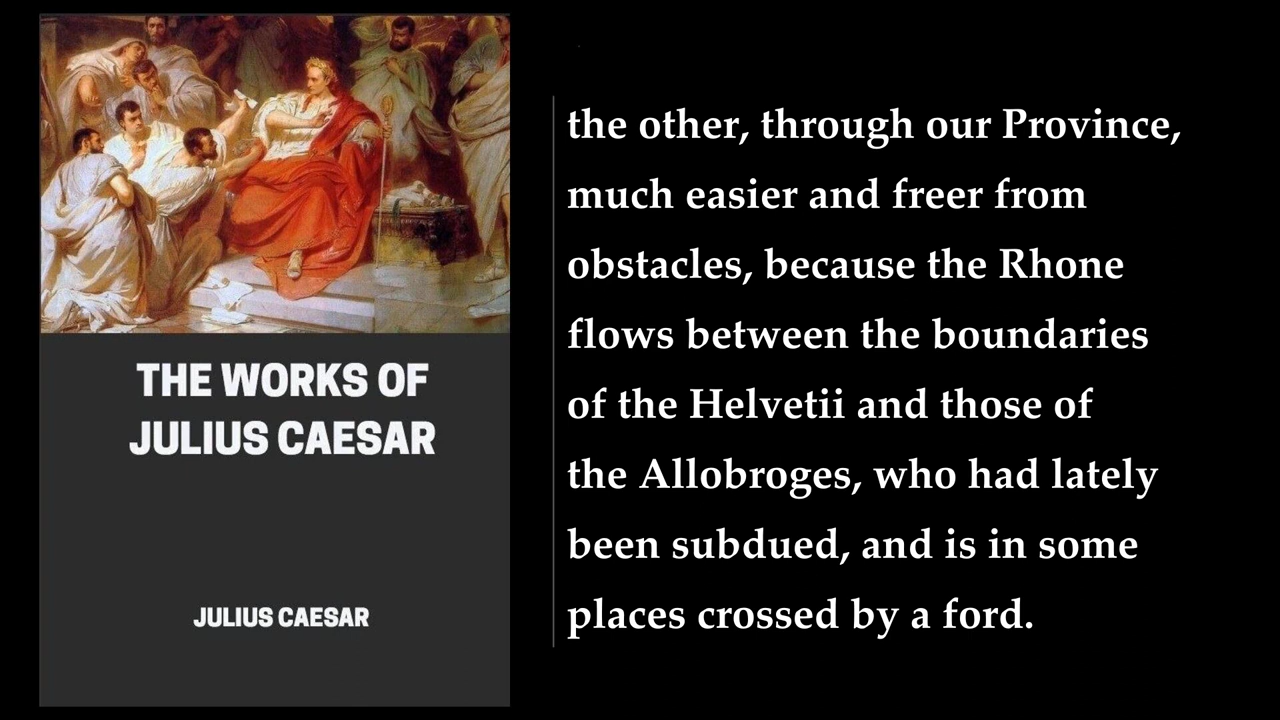 THE WORKS OF
JULIUS CAESAR
JULIUS CAESAR
the other, through our Province,
much easier and freer from
obstacles, because the Rhone
flows between the boundaries
of the Helvetii and those of
the Allobroges, who had lately
been subdued, and is in some
places crossed by a ford.